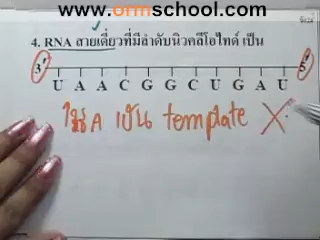 www.ormschool.com
4. RNA สายเดี่ยวที่มีลำดับนิวคลีโอไทด์ เป็น
3' 5'
U A A C G G C U G A U
ใช้ A เป็น template X